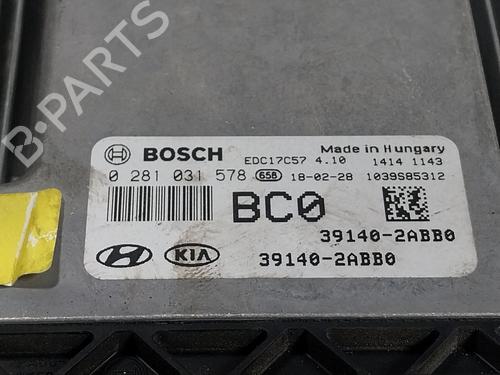 B-PARTS
BOSCH EDC17C57 4.10 Made in Hungary
1414 1143
0 281 031 578 658 18-02-28 1039S85312
BC0
39140-2ABB0
KIA 39140-2ABB0